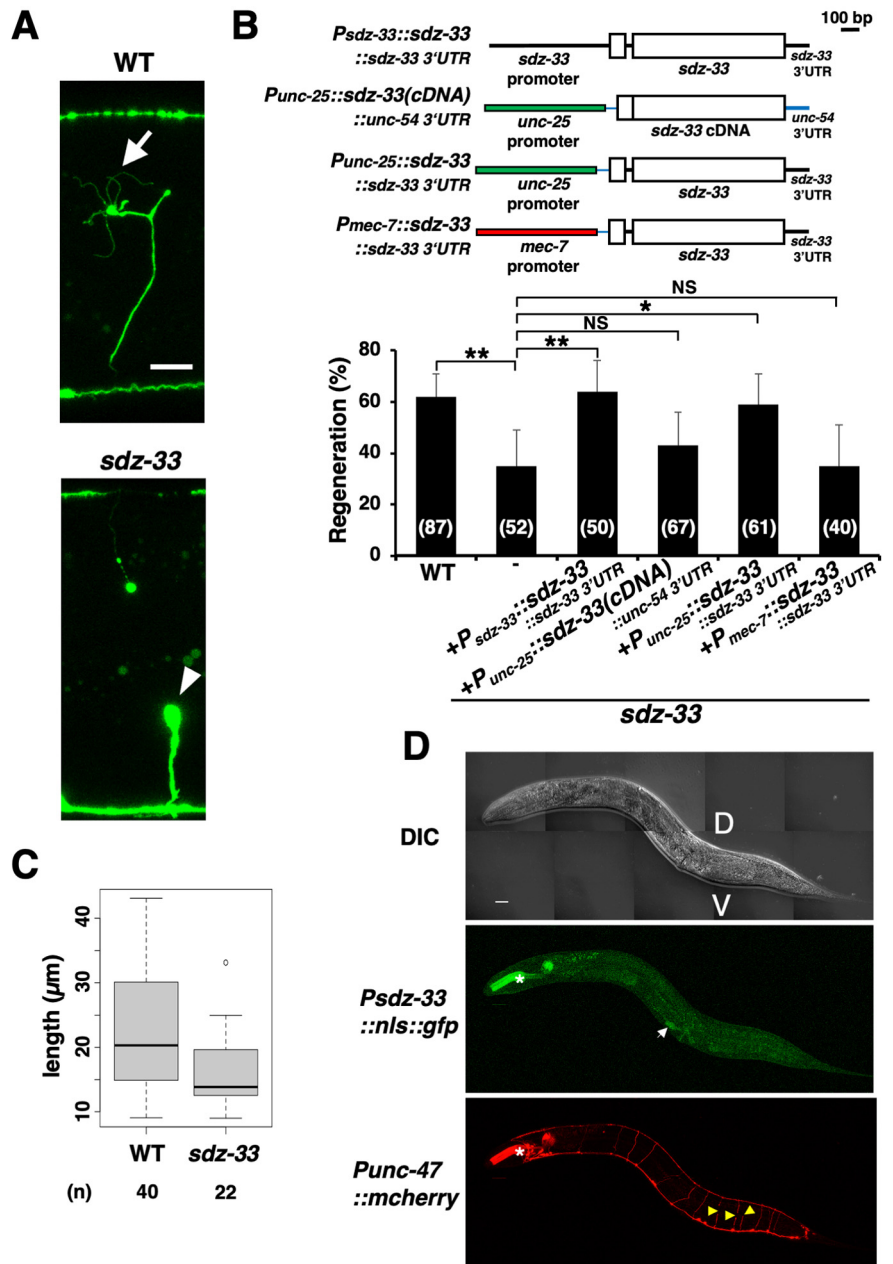 A
WT
sdz-33
B
100 bp
Psdz-33::sdz-33
::sdz-33 3'UTR
sdz-33
promoter
sdz-33
sdz-33
3'UTR
Punc-25::sdz-33(cDNA)
::unc-54 3'UTR
unc-25
promoter
sdz-33 cDNA
unc-54
3'UTR
Punc-25::sdz-33
::sdz-33 3'UTR
unc-25
promoter
sdz-33
sdz-33
3'UTR
Pmec-7::sdz-33
::sdz-33 3'UTR
mec-7
promoter
sdz-33
sdz-33
3'UTR
NS
*
NS
** **
Regeneration (%)
80
60
40
20
0
(87) (52) (50) (67) (61) (40)
WT
-
+P sdz-33::sdz-33
::sdz-33 3'UTR
+P unc-25::sdz-33(cDNA)
::unc-54 3'UTR
+P unc-25::sdz-33
::sdz-33 3'UTR
+P mec-7::sdz-33
::sdz-33 3'UTR
sdz-33
C
length (µm)
40
30
20
10
WT sdz-33
(n) 40 22
D
DIC
D
V
Psdz-33
::nls::gfp
*
Punc-47
::mcherry
*